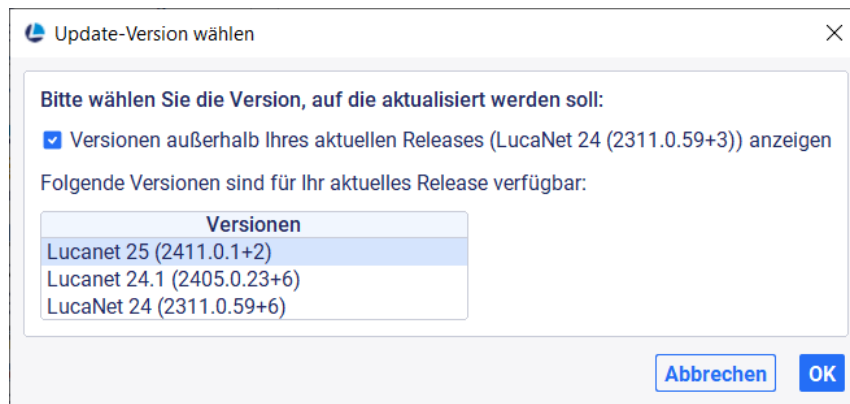 Update-Version wählen
Bitte wählen Sie die Version, auf die aktualisiert werden soll:
Versionen außerhalb Ihres aktuellen Releases (LucaNet 24 (2311.0.59+3)) anzeigen
Folgende Versionen sind für Ihr aktuelles Release verfügbar:
Versionen
Lucanet 25 (2411.0.1+2)
Lucanet 24.1 (2405.0.23+6)
LucaNet 24 (2311.0.59+6)
Abbrechen OK